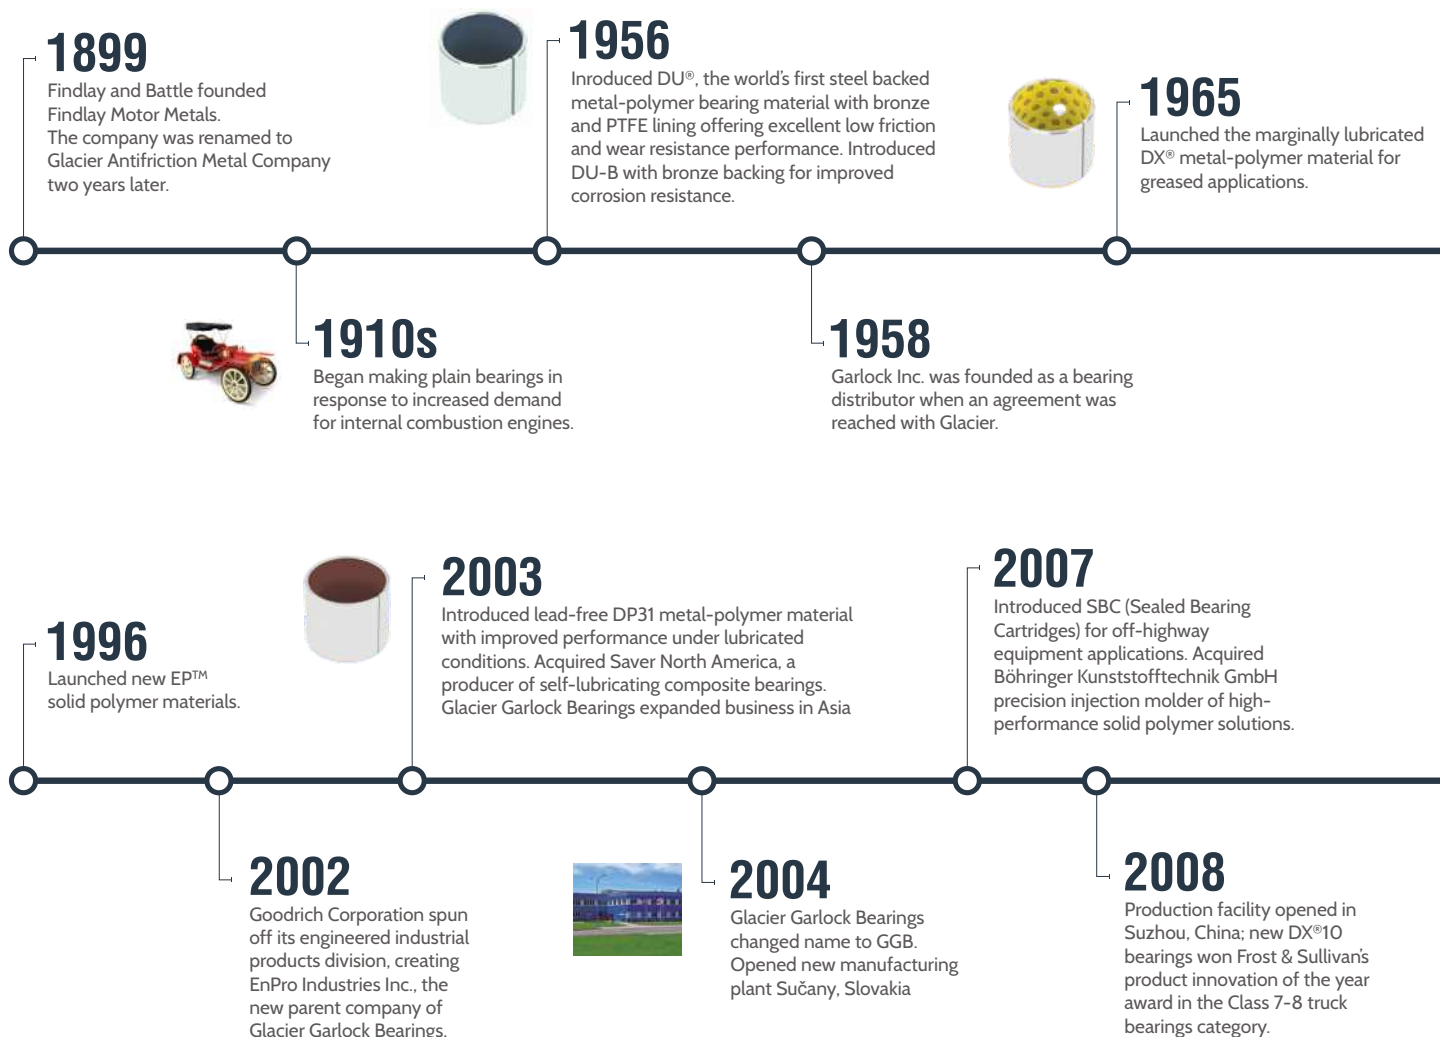 1899
Findlay and Battle founded
Findlay Motor Metals.
The company was renamed to
Glacier Antifriction Metal Company
two years later.
1910s
Began making plain bearings in
response to increased demand
for internal combustion engines.
1956
Inroduced DU®, the world's first steel backed
metal-polymer bearing material with bronze
and PTFE lining offering excellent low friction
and wear resistance performance. Introduced
DU-B with bronze backing for improved
corrosion resistance.
1958
Garlock Inc. was founded as a bearing
distributor when an agreement was
reached with Glacier.
1965
Launched the marginally lubricated
DX® metal-polymer material for
greased applications.
1996
Launched new EP™
solid polymer materials.
2002
Goodrich Corporation spun
off its engineered industrial
products division, creating
EnPro Industries Inc., the
new parent company of
Glacier Garlock Bearings.
2003
Introduced lead-free DP31 metal-polymer material
with improved performance under lubricated
conditions. Acquired Saver North America, a
producer of self-lubricating composite bearings.
Glacier Garlock Bearings expanded business in Asia
2004
Glacier Garlock Bearings
changed name to GGB.
Opened new manufacturing
plant Sučany, Slovakia
2007
Introduced SBC (Sealed Bearing
Cartridges) for off-highway
equipment applications. Acquired
Böhringer Kunststofftechnik GmbH
precision injection molder of high-
performance solid polymer solutions.
2008
Production facility opened in
Suzhou, China; new DX®10
bearings won Frost & Sullivan's
product innovation of the year
award in the Class 7-8 truck
bearings category.